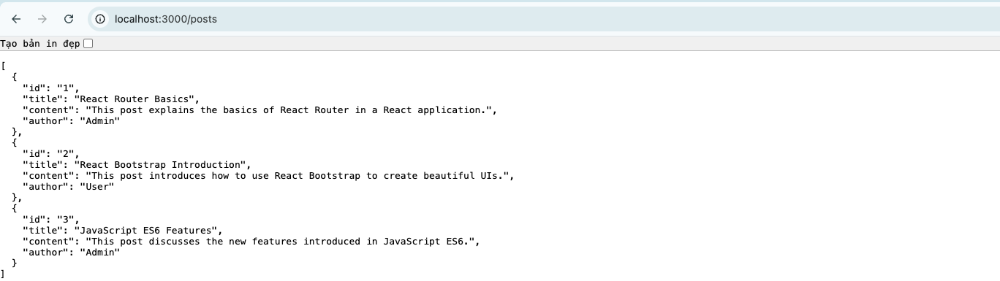 localhost:3000/posts
Tạo bản in đẹp
[
  {
    "id": "1",
    "title": "React Router Basics",
    "content": "This post explains the basics of React Router in a React application.",
    "author": "Admin"
  },
  {
    "id": "2",
    "title": "React Bootstrap Introduction",
    "content": "This post introduces how to use React Bootstrap to create beautiful UIs.",
    "author": "User"
  },
  {
    "id": "3",
    "title": "JavaScript ES6 Features",
    "content": "This post discusses the new features introduced in JavaScript ES6.",
    "author": "Admin"
  }
]